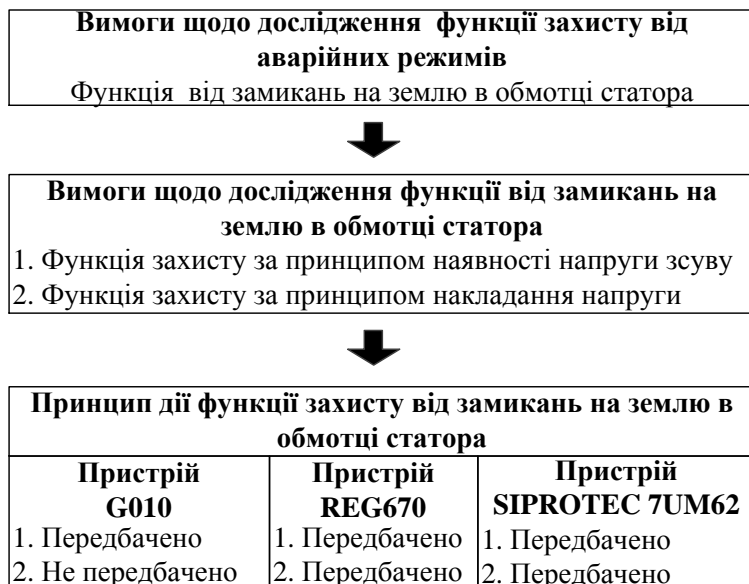 Вимоги щодо дослідження функції захисту від
аварійних режимів
Функція від замикань на землю в обмотці статора
Вимоги щодо дослідження функції від замикань на
землю в обмотці статора
1. Функція захисту за принципом наявності напруги зсуву
2. Функція захисту за принципом накладання напруги
Принцип дії функції захисту від замикань на землю в
обмотці статора
Пристрій
G010
1. Передбачено
2. Не передбачено
Пристрій
REG670
1. Передбачено
2. Передбачено
Пристрій
SIPROTEC 7UM62
1. Передбачено
2. Передбачено